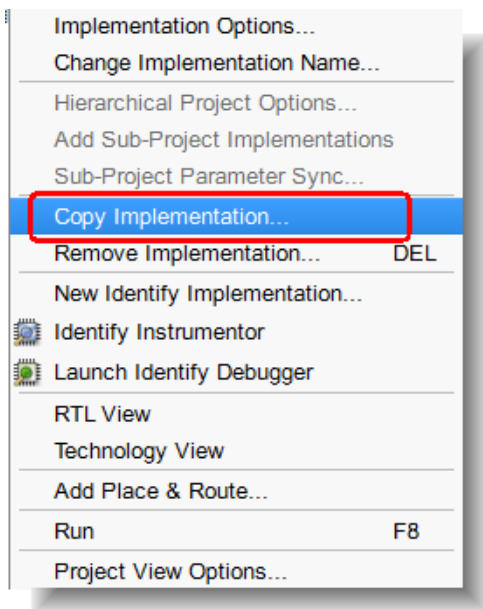 Implementation Options...
Change Implementation Name...
Hierarchical Project Options...
Add Sub-Project Implementations
Sub-Project Parameter Sync...
Copy Implementation...
Remove Implementation... DEL
New Identify Implementation...
Identify Instrumentor
Launch Identify Debugger
RTL View
Technology View
Add Place & Route...
Run F8
Project View Options...